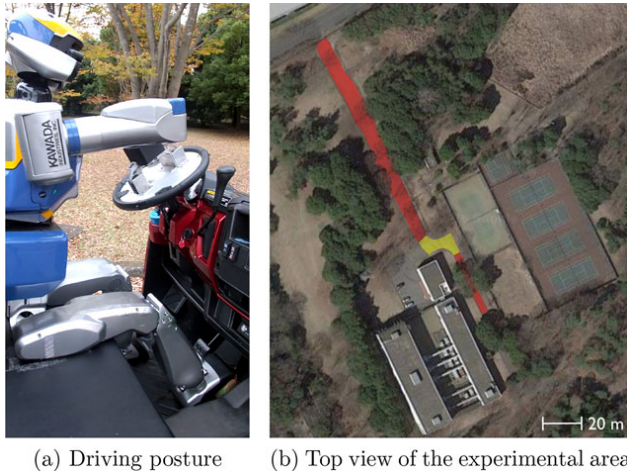 KAWADA
20 m
(a) Driving posture
(b) Top view of the experimental area